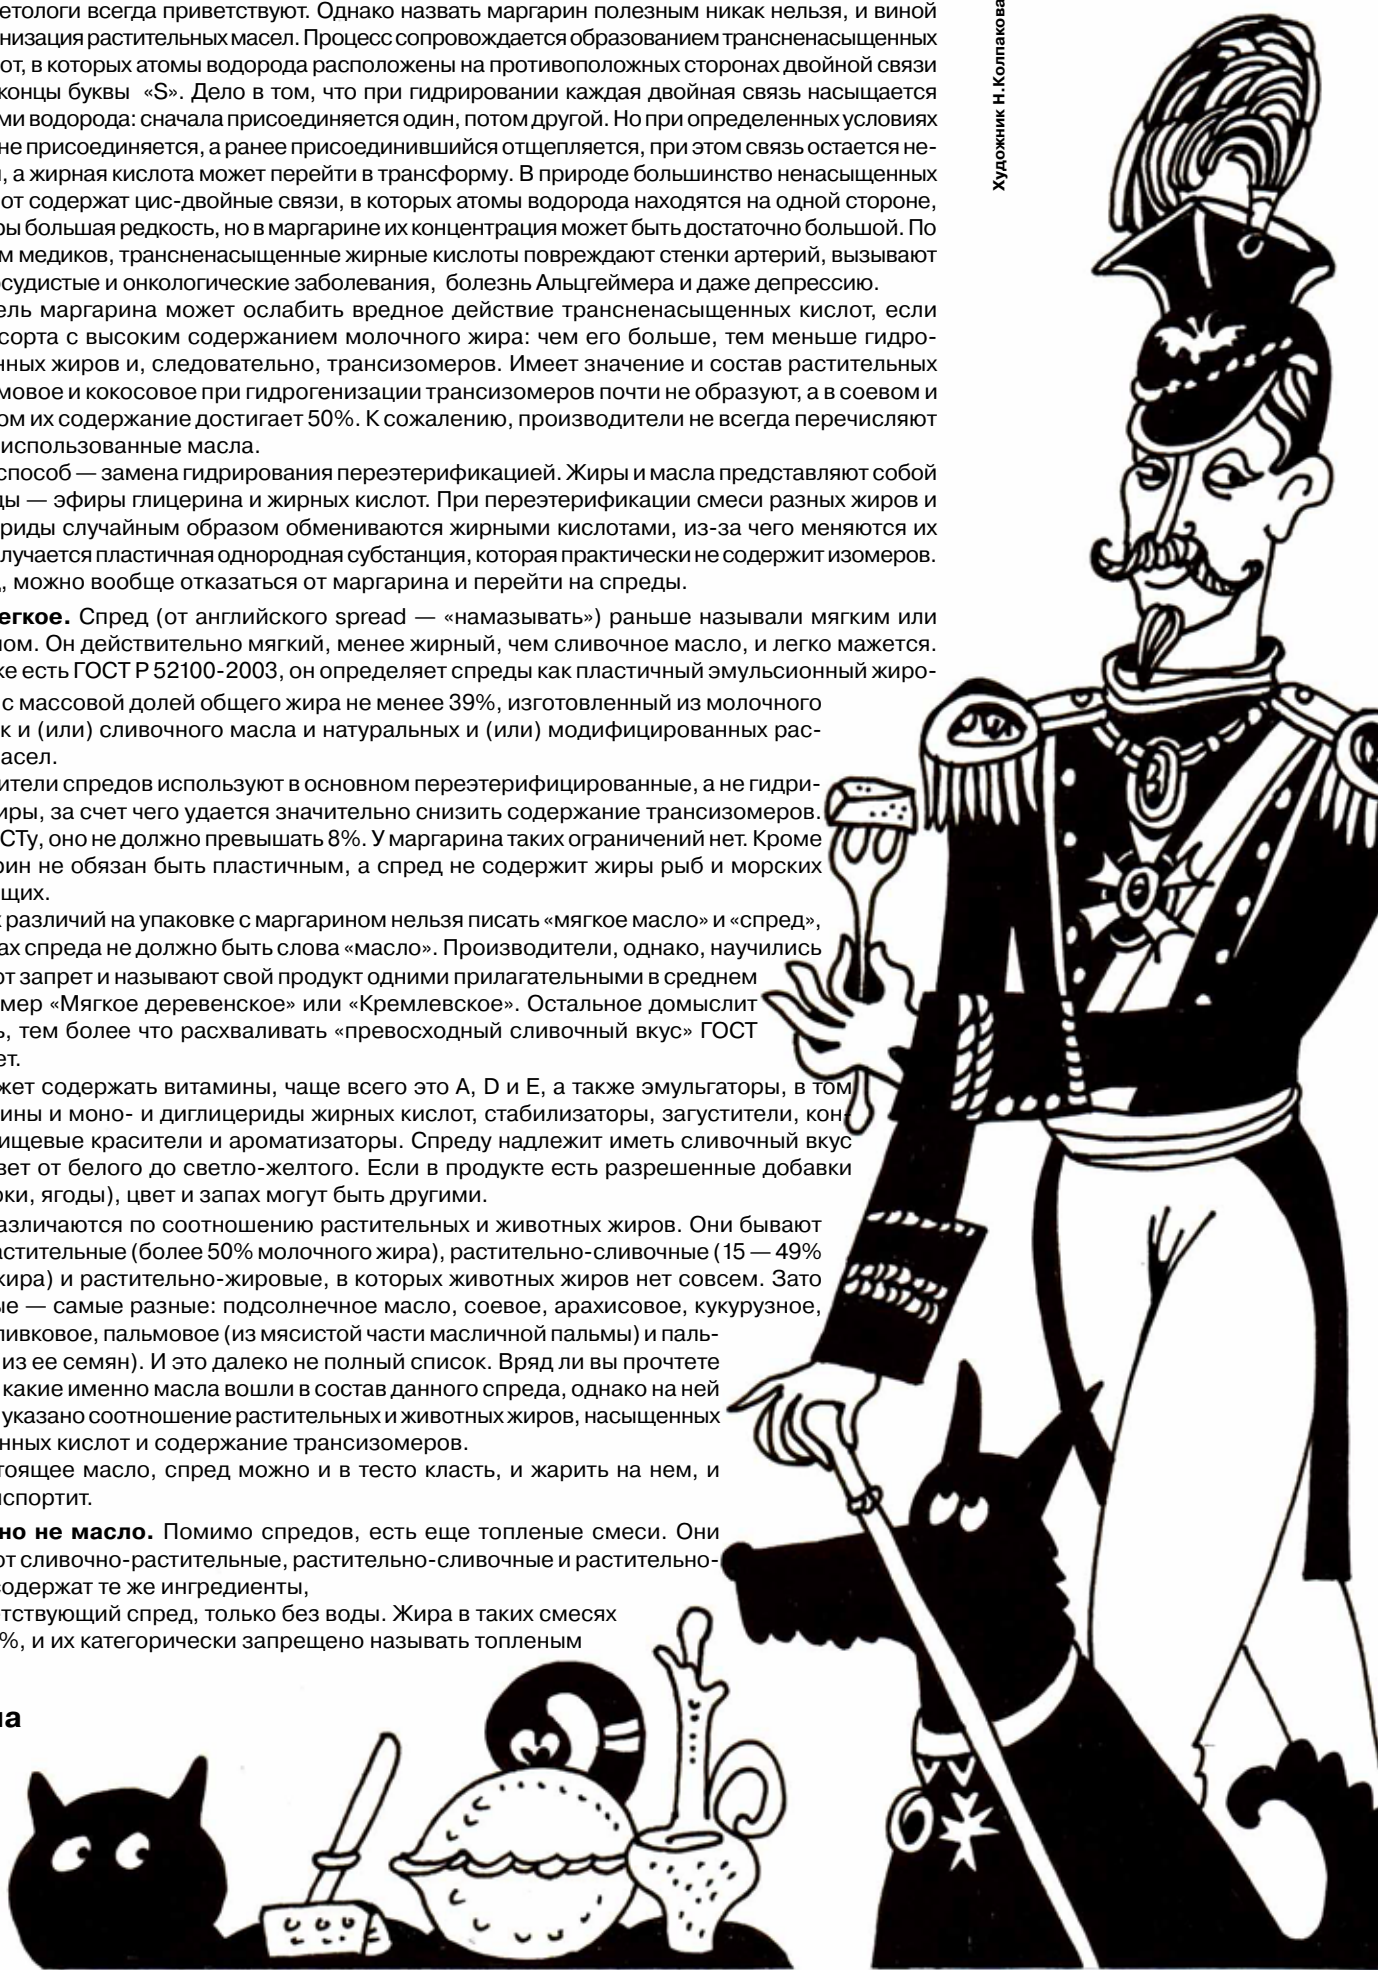 етологи всегда приветствуют. Однако назвать маргарин полезным никак нельзя, и виной
низация растительных масел. Процесс сопровождается образованием трансненасыщенных
от, в которых атомы водорода расположены на противоположных сторонах двойной связи
концы буквы «S». Дело в том, что при гидрировании каждая двойная связь насыщается
ми водорода: сначала присоединяется один, потом другой. Но при определенных условиях
не присоединяется, а ранее присоединившийся отщепляется, при этом связь остается не-
, а жирная кислота может перейти в трансформу. В природе большинство ненасыщенных
от содержат цис-двойные связи, в которых атомы водорода находятся на одной стороне,
ры большая редкость, но в маргарине их концентрация может быть достаточно большой. По
м медиков, трансненасыщенные жирные кислоты повреждают стенки артерий, вызывают
судистые и онкологические заболевания, болезнь Альцгеймера и даже депрессию.
ель маргарина может ослабить вредное действие трансненасыщенных кислот, если
сорта с высоким содержанием молочного жира: чем его больше, тем меньше гидро-
нных жиров и, следовательно, трансизомеров. Имеет значение и состав растительных
мовое и кокосовое при гидрогенизации трансизомеров почти не образуют, а в соевом и
ом их содержание достигает 50%. К сожалению, производители не всегда перечисляют
использованные масла.
способ — замена гидрирования переэтерификацией. Жиры и масла представляют собой
ды — эфиры глицерина и жирных кислот. При переэтерификации смеси разных жиров и
риды случайным образом обмениваются жирными кислотами, из-за чего меняются их
лучается пластичная однородная субстанция, которая практически не содержит изомеров.
, можно вообще отказаться от маргарина и перейти на спреды.
егкое. Спред (от английского spread — «намазывать») раньше называли мягким или
ом. Он действительно мягкий, менее жирный, чем сливочное масло, и легко мажется.
же есть ГОСТ Р 52100-2003, он определяет спреды как пластичный эмульсионный жиро-
с массовой долей общего жира не менее 39%, изготовленный из молочного
к и (или) сливочного масла и натуральных и (или) модифицированных рас-
асел.
ители спредов используют в основном переэтерифицированные, а не гидри-
иры, за счет чего удается значительно снизить содержание трансизомеров.
СТу, оно не должно превышать 8%. У маргарина таких ограничений нет. Кроме
рин не обязан быть пластичным, а спред не содержит жиры рыб и морских
щих.
х различий на упаковке с маргарином нельзя писать «мягкое масло» и «спред»,
ах спреда не должно быть слова «масло». Производители, однако, научились
от запрет и называют свой продукт одними прилагательными в среднем
мер «Мягкое деревенское» или «Кремлевское». Остальное домыслит
ь, тем более что расхваливать «превосходный сливочный вкус» ГОСТ
ет.
жет содержать витамины, чаще всего это A, D и E, а также эмульгаторы, в том
ины и моно- и диглицериды жирных кислот, стабилизаторы, загустители, кон-
ищевые красители и ароматизаторы. Спреду надлежит иметь сливочный вкус
вет от белого до светло-желтого. Если в продукте есть разрешенные добавки
рки, ягоды), цвет и запах могут быть другими.
азличаются по соотношению растительных и животных жиров. Они бывают
астительные (более 50% молочного жира), растительно-сливочные (15 — 49%
жира) и растительно-жировые, в которых животных жиров нет совсем. Зато
ые — самые разные: подсолнечное масло, соевое, арахисовое, кукурузное,
ливковое, пальмовое (из мясистой части масличной пальмы) и паль-
из ее семян). И это далеко не полный список. Вряд ли вы прочтете
какие именно масла вошли в состав данного спреда, однако на ней
указано соотношение растительных и животных жиров, насыщенных
нных кислот и содержание трансизомеров.
тоящее масло, спред можно и в тесто класть, и жарить на нем, и
испортит.
но не масло. Помимо спредов, есть еще топленые смеси. Они
от сливочно-растительные, растительно-сливочные и растительно-
содержат те же ингредиенты,
тствующий спред, только без воды. Жира в таких смесях
%, и их категорически запрещено называть топленым
на
Художник Н.Колпакова